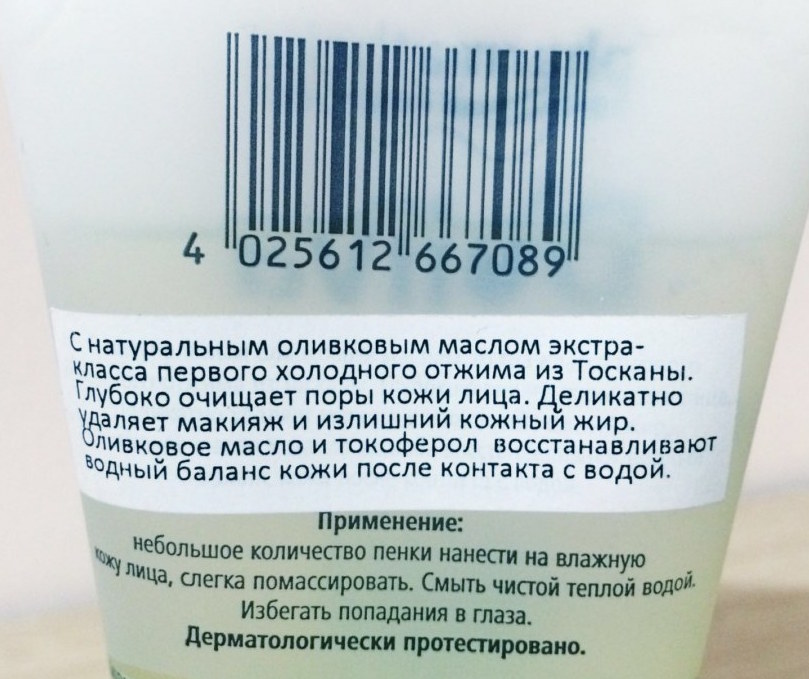 4 025612 667089
С натуральным оливковым маслом экстра-
класса первого холодного отжима из Тосканы.
Глубоко очищает поры кожи лица. Деликатно
удаляет макияж и излишний кожный жир.
Оливковое масло и токоферол восстанавливают
водный баланс кожи после контакта с водой.
Применение:
небольшое количество пенки нанести на влажную
кожу лица, слегка помассировать. Смыть чистой теплой водой.
Избегать попадания в глаза.
Дерматологически протестировано.